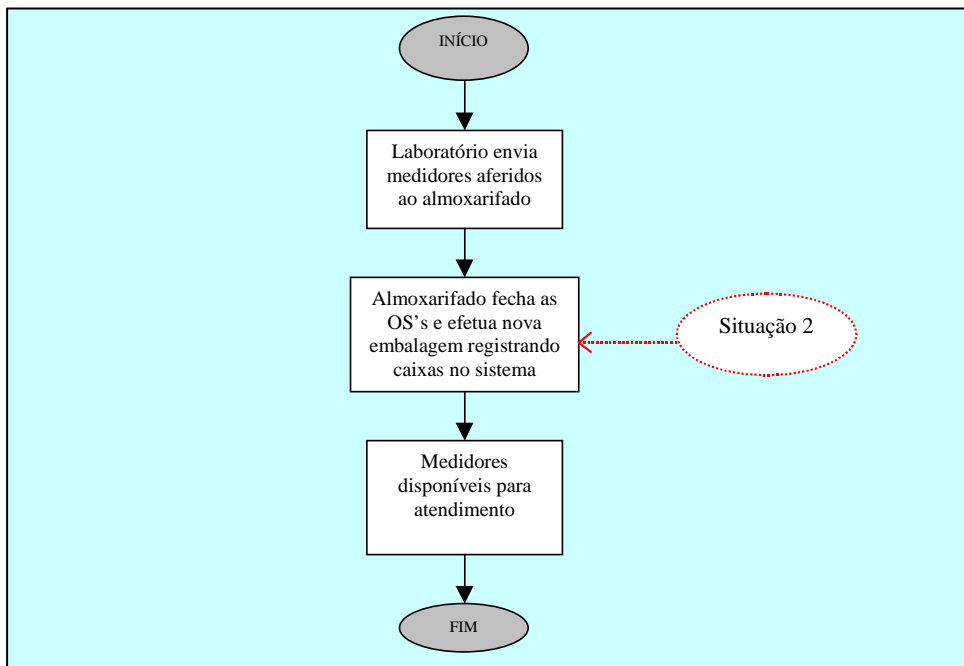 INÍCIO
Laboratório envia
medidores aferidos
ao almoxarifado
Almoxarifado fecha as
OS’s e efetua nova
embalagem registrando
caixas no sistema
Situação 2
Medidores
disponíveis para
atendimento
FIM